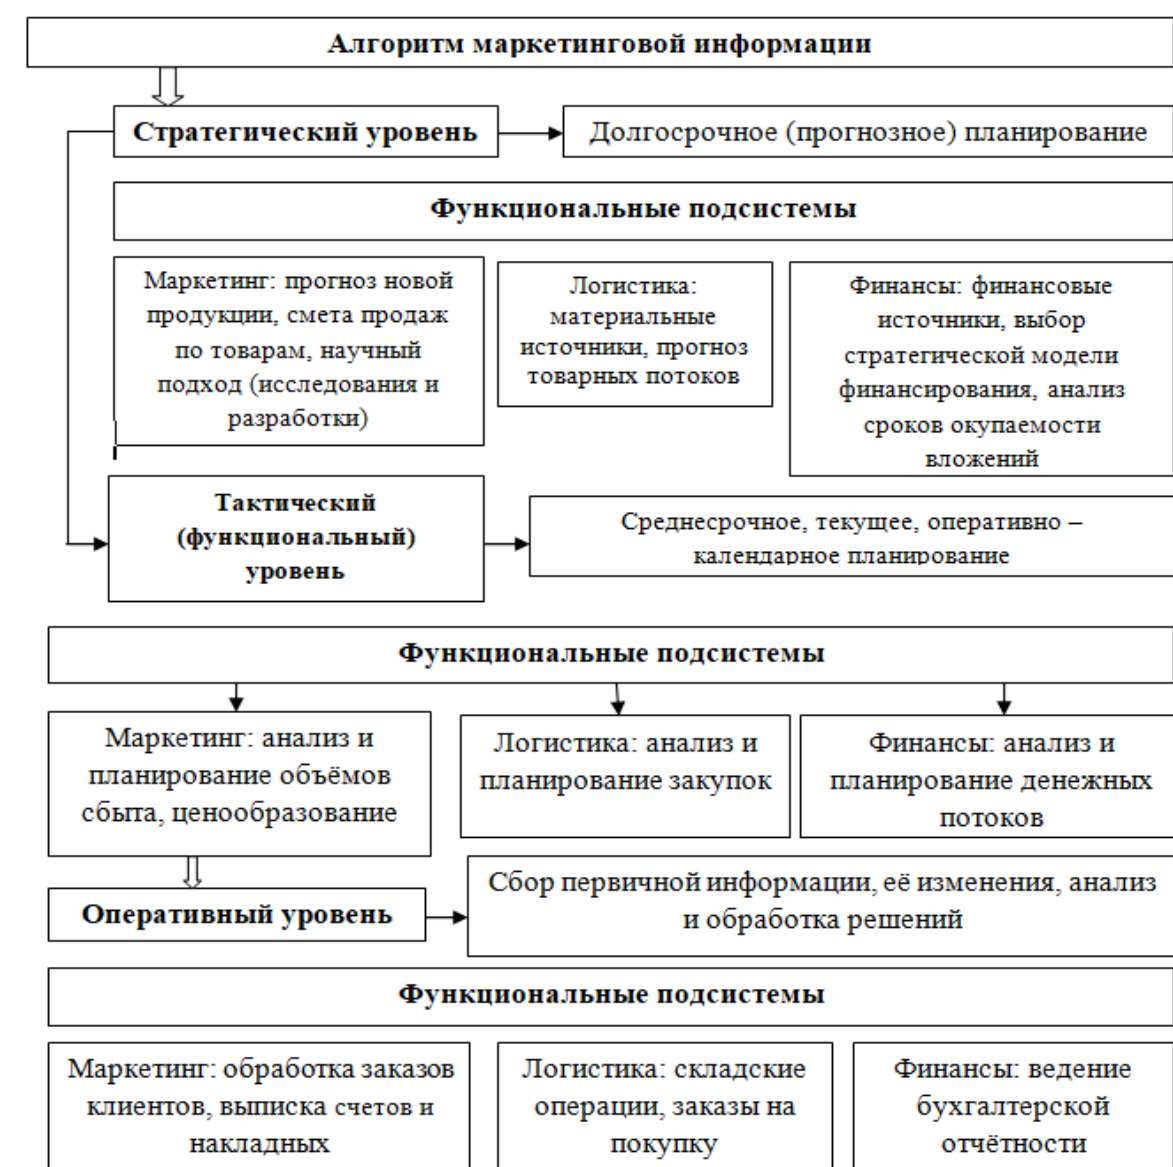 Алгоритм маркетинговой информации
Стратегический уровень
Долгосрочное (прогнозное) планирование
Функциональные подсистемы
Маркетинг: прогноз новой
продукции, смета продаж
по товарам, научный
подход (исследования и
разработки)
Логистика:
материальные
источники, прогноз
товарных потоков
Финансы: финансовые
источники, выбор
стратегической модели
финансирования, анализ
сроков окупаемости
вложений
Тактический
(функциональный)
уровень
Среднесрочное, текущее, оперативно –
календарное планирование
Функциональные подсистемы
Маркетинг: анализ и
планирование объёмов
сбыта, ценообразование
Логистика: анализ и
планирование закупок
Финансы: анализ и
планирование денежных
потоков
Оперативный уровень
Сбор первичной информации, её изменения, анализ
и обработка решений
Функциональные подсистемы
Маркетинг: обработка заказов
клиентов, выписка счетов и
накладных
Логистика: складские
операции, заказы на
покупку
Финансы: ведение
бухгалтерской
отчётности